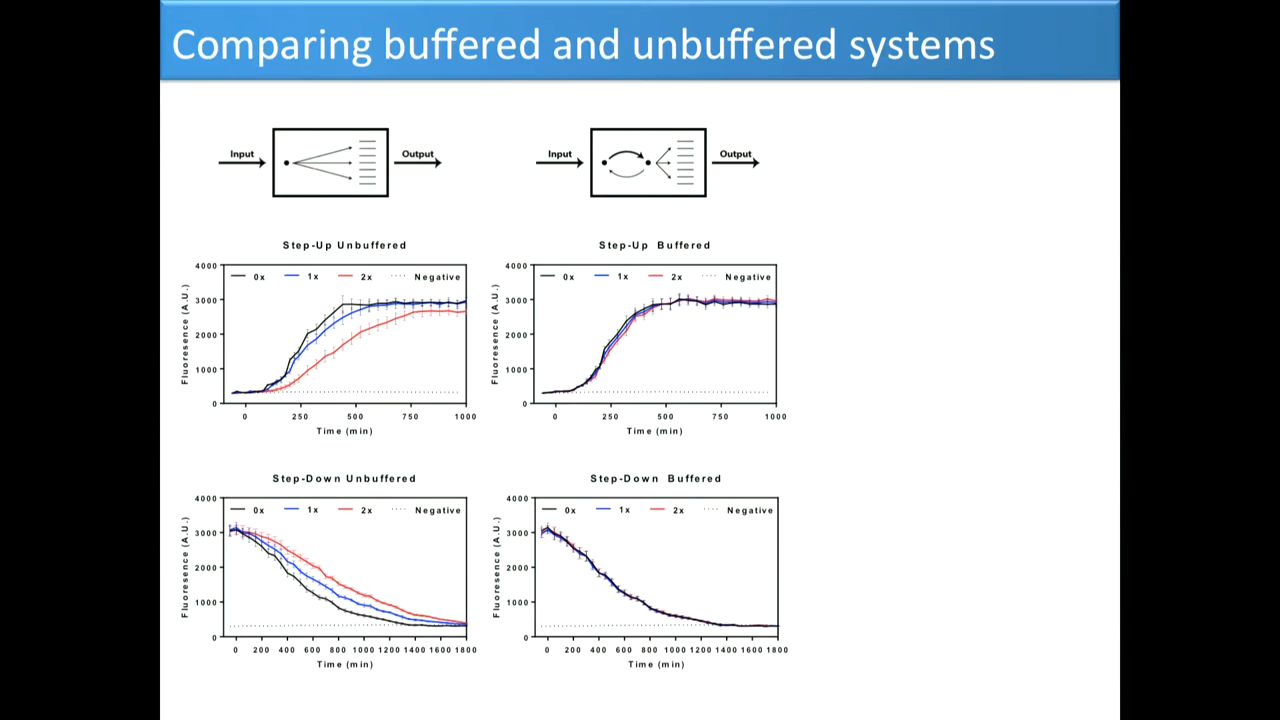 Comparing buffered and unbuffered systems
Input
Output
Input
Output
Step-Up Unbuffered
0x 1x 2x Negative
4000
3000
2000
1000
0
Fluoresence (A.U.)
0 250 500 750 1000
Time (min)
Step-Up Buffered
0x 1x 2x Negative
4000
3000
2000
1000
0
Fluoresence (A.U.)
0 250 500 750 1000
Time (min)
Step-Down Unbuffered
0x 1x 2x Negative
4000
3000
2000
1000
0
Fluoresence (A.U.)
0 200 400 600 800 1000 1200 1400 1600 1800
Time (min)
Step-Down Buffered
0x 1x 2x Negative
4000
3000
2000
1000
0
Fluoresence (A.U.)
0 200 400 600 800 1000 1200 1400 1600 1800
Time (min)